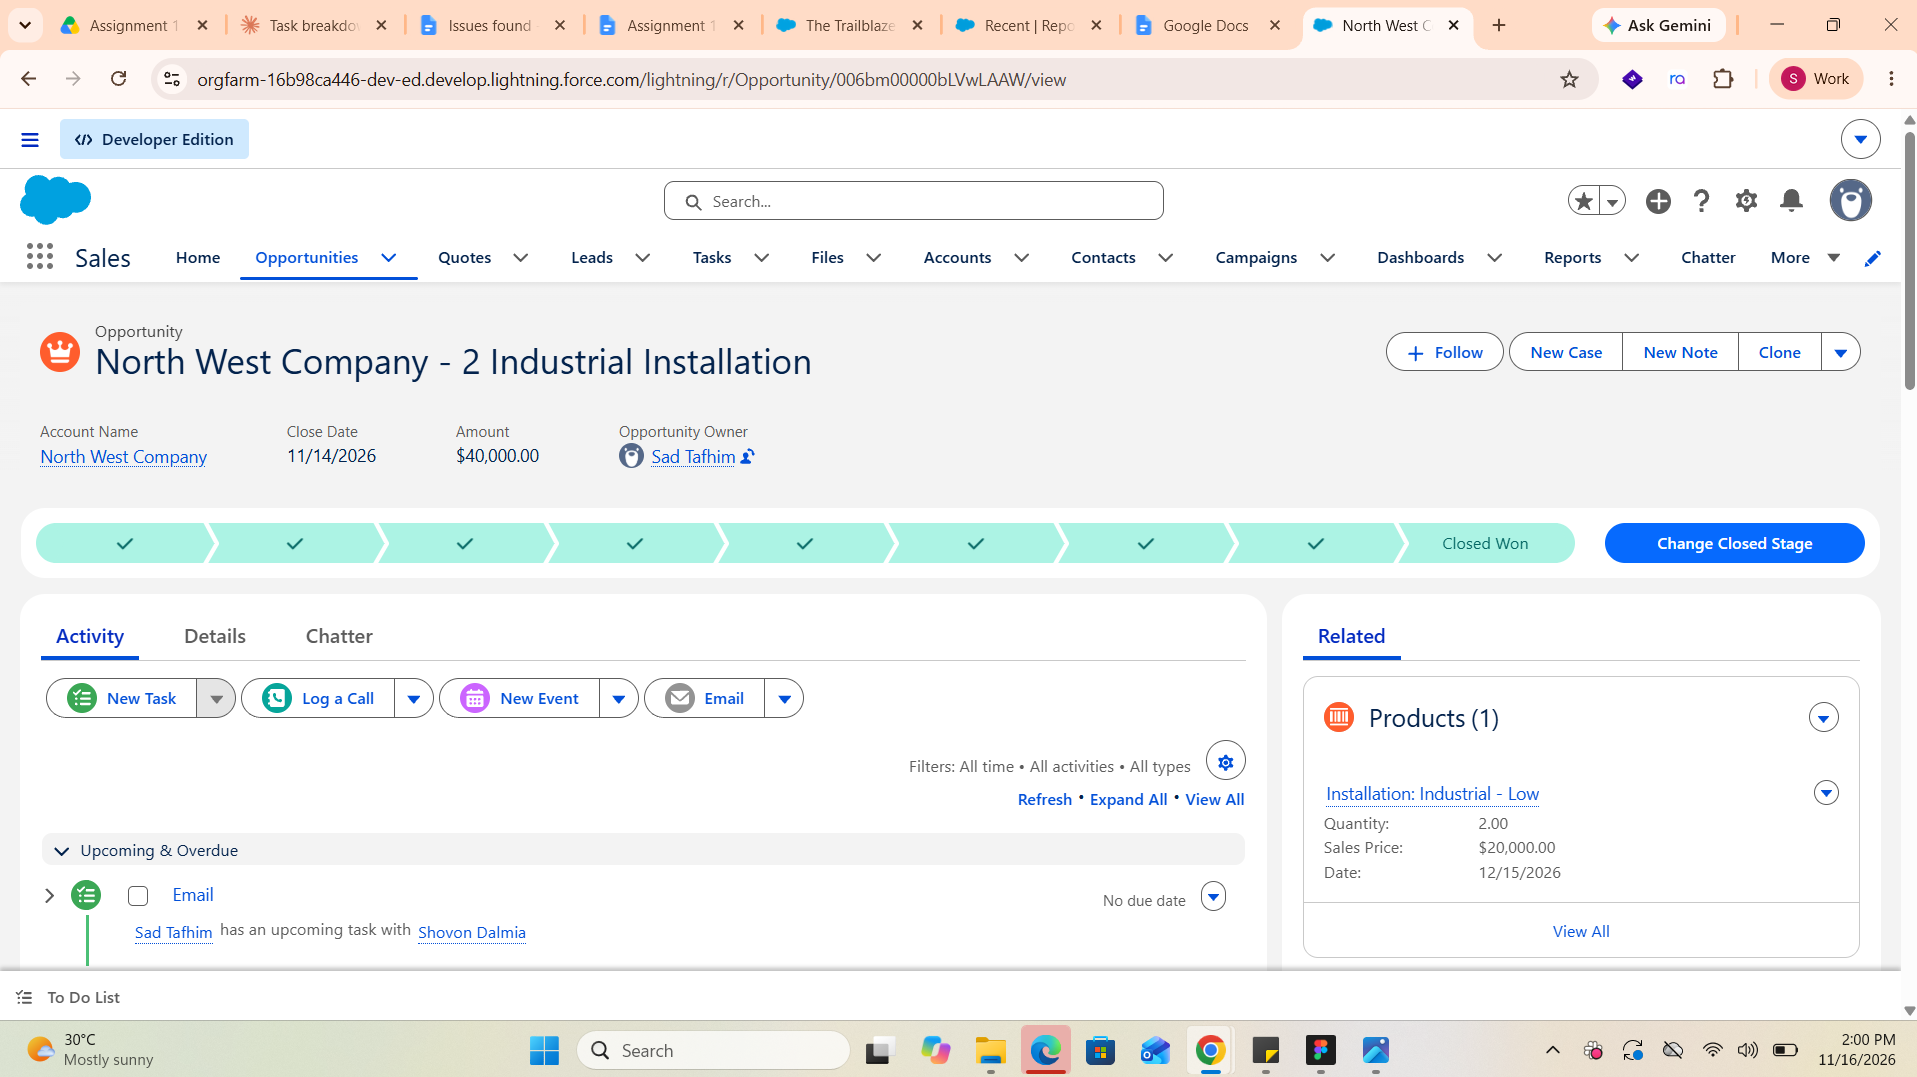 Assignment 1
Task breakdow
Issues found -
Assignment 1
The Trailblaze
Recent | Repo
Google Docs
North West C
Ask Gemini
orgfarm-16b98ca446-dev-ed.develop.lightning.force.com/lightning/r/Opportunity/006bm00000bLVwLAAW/view
ra
S Work
Developer Edition
Search...
Sales
Home
Opportunities
Quotes
Leads
Tasks
Files
Accounts
Contacts
Campaigns
Dashboards
Reports
Chatter
More
Opportunity
North West Company - 2 Industrial Installation
Follow
New Case
New Note
Clone
Account Name
North West Company
Close Date
11/14/2026
Amount
$40,000.00
Opportunity Owner
Sad Tafhim
Closed Won
Change Closed Stage
Activity
Details
Chatter
New Task
Log a Call
New Event
Email
Filters: All time • All activities • All types
Refresh • Expand All • View All
Upcoming & Overdue
Email
No due date
Sad Tafhim has an upcoming task with Shovon Dalmia
Related
Products (1)
Installation: Industrial - Low
Quantity: 2.00
Sales Price: $20,000.00
Date: 12/15/2026
View All
To Do List
30°C
Mostly sunny
Search
2:00 PM
11/16/2026